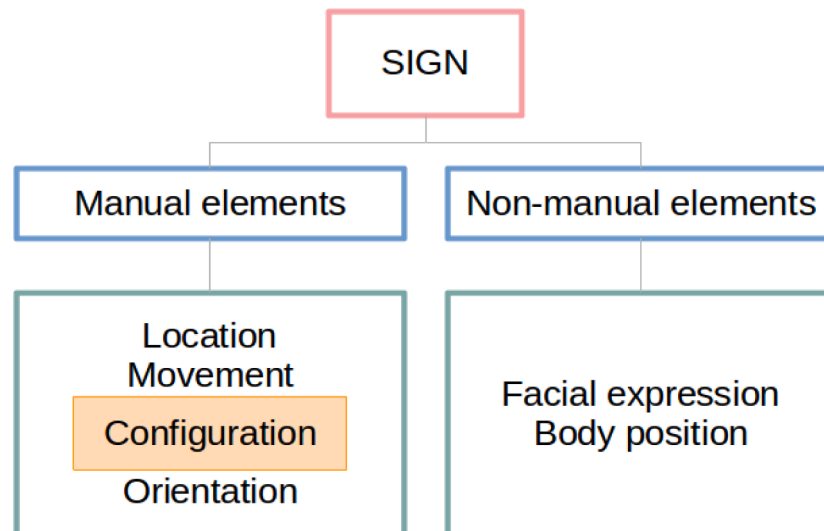 SIGN
Manual elements
Non-manual elements
Location
Movement
Configuration
Orientation
Facial expression
Body position